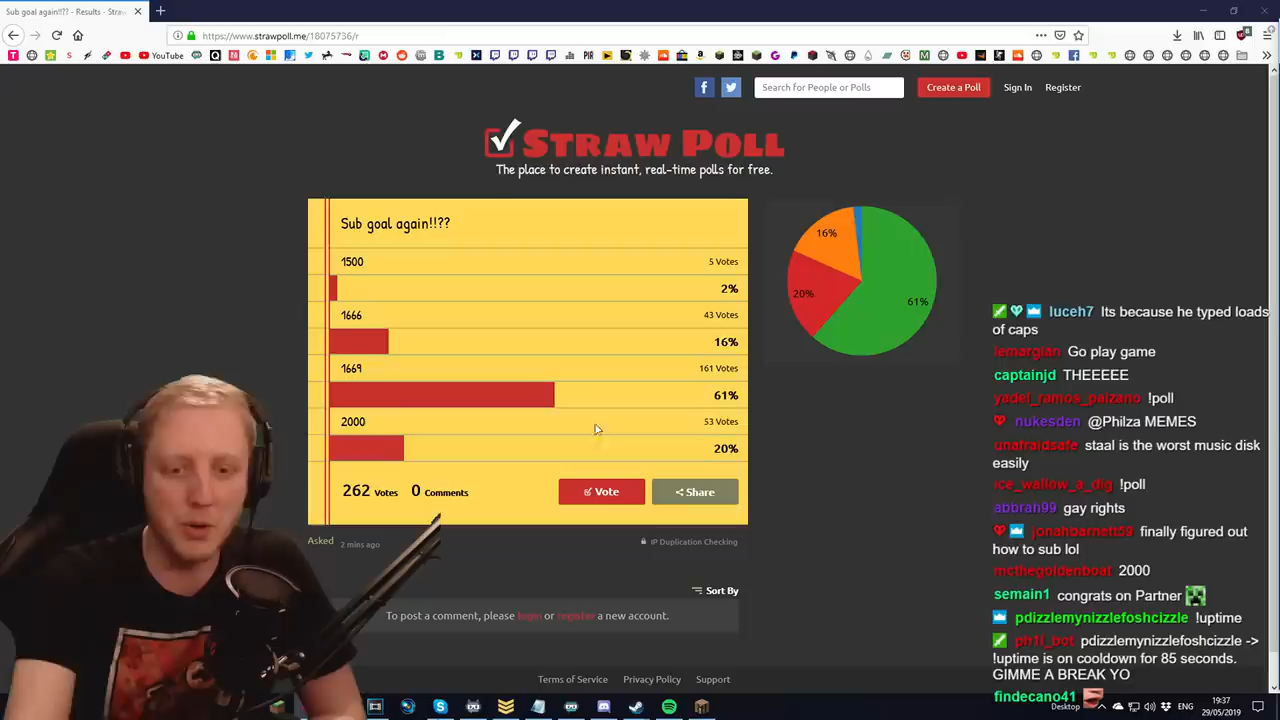 Sub goal again!!?? - Results - Straw
https://www.strawpoll.me/18075736/r
YouTube
Search for People or Polls
Create a Poll
Sign In
Register
STRAW POLL
The place to create instant, real-time polls for free.
Sub goal again!!??
1500
5 Votes
2%
1666
43 Votes
16%
1669
161 Votes
61%
2000
53 Votes
20%
262 Votes
0 Comments
Vote
Share
Asked
2 mins ago
IP Duplication Checking
Sort By
To post a comment, please login or register a new account.
Terms of Service
Privacy Policy
16%
20%
61%
luceh7 Its because he typed loads
of caps
lemarglan Go play game
captainjd THEEEEE
yadel_ramos_paizano !poll
nukesden @Philza MEMES
unafraidsafe staal is the worst music disk
easily
ice_wallow_a_dig !poll
abbrah99 gay rights
jonahbarnett59 finally figured out
how to sub lol
mcthegoldenboat 2000
semain1 congrats on Partner
pdizzlemynizzlefoshcizzle !uptime
ph1l_bot pdizzlemynizzlefoshcizzle ->
!uptime is on cooldown for 85 seconds.
GIMME A BREAK YO
findecano41
Desktop
ENG
19:37
29/05/2019